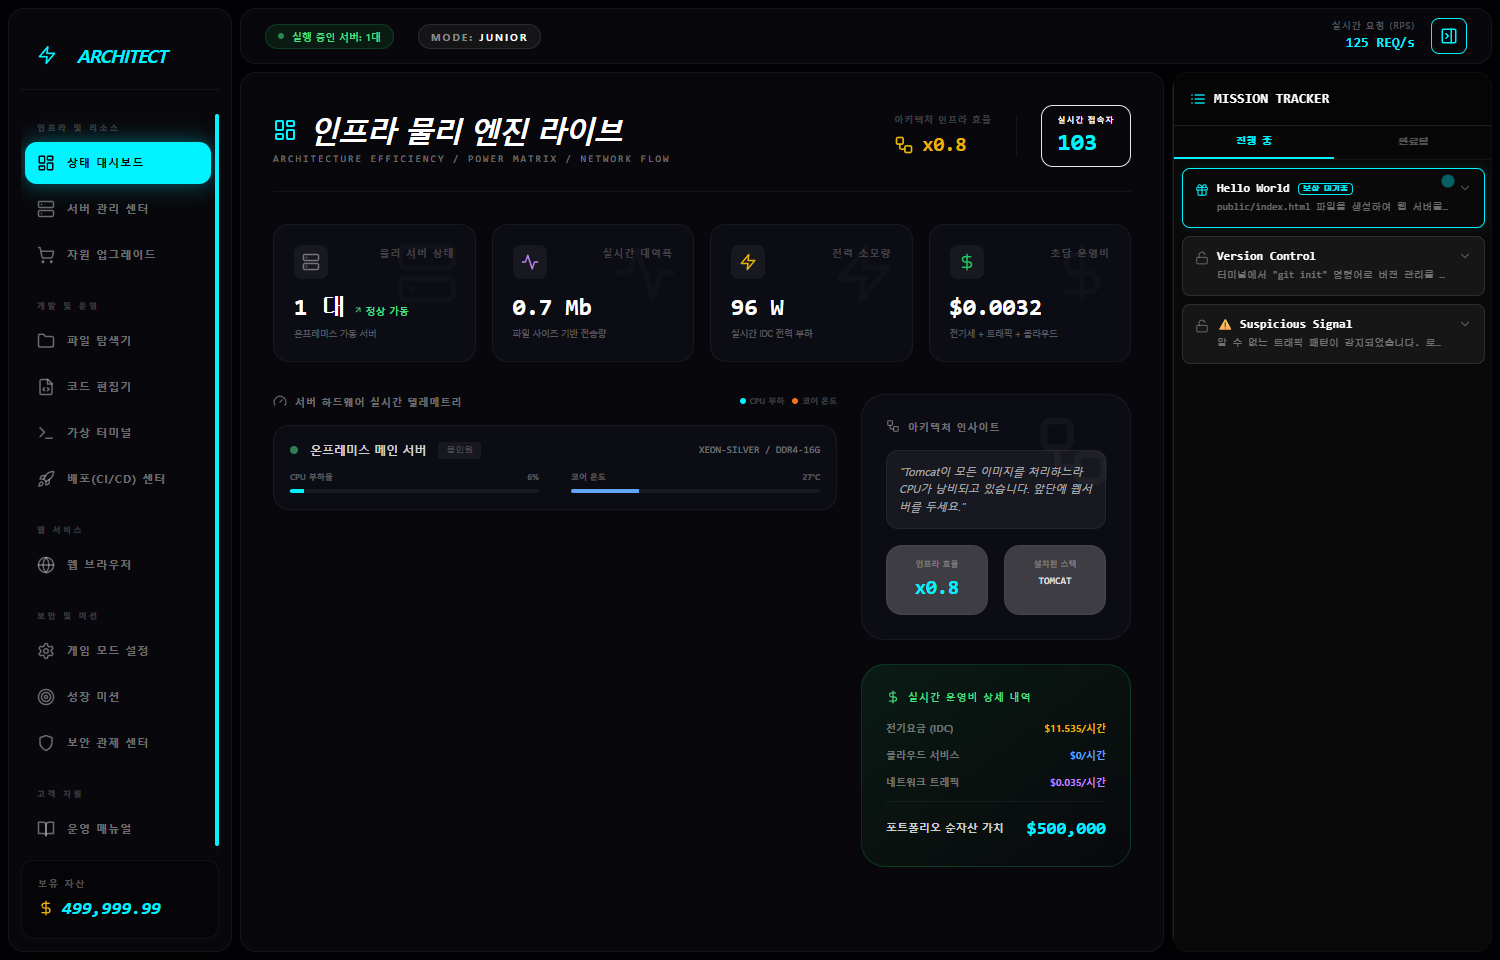 ARCHITECT
인프라 및 리소스
상태 대시보드
서버 관리 센터
자원 업그레이드
개발 및 운영
파일 탐색기
코드 편집기
가상 터미널
배포(CI/CD) 센터
웹 서비스
웹 브라우저
보안 및 미션
게임 모드 설정
성장 미션
보안 관제 센터
고객 지원
운영 매뉴얼
보유 자산
499,999.99
실행 중인 서버: 1대
MODE: JUNIOR
실시간 요청 (RPS)
125 REQ/s
인프라 물리 엔진 라이브
ARCHITECTURE EFFICIENCY / POWER MATRIX / NETWORK FLOW
아키텍처 인프라 효율
x0.8
실시간 접속자
103
물리 서버 상태
1 대
정상 가동
온프레미스 가동 서버
실시간 대역폭
0.7 Mb
파일 사이즈 기반 전송량
전력 소모량
96 W
실시간 IDC 전력 부하
초당 운영비
$0.0032
전기세 + 트래픽 + 클라우드
서버 하드웨어 실시간 텔레메트리
CPU 부하
코어 온도
온프레미스 메인 서버
올인원
XEON-SILVER / DDR4-16G
CPU 부하율
6%
코어 온도
27°C
아키텍처 인사이트
"Tomcat이 모든 이미지를 처리하느라
CPU가 낭비되고 있습니다. 앞단에 웹서
버를 두세요."
인프라 효율
x0.8
설치된 스택
TOMCAT
실시간 운영비 상세 내역
전기요금 (IDC)
$11.535/시간
클라우드 서비스
$0/시간
네트워크 트래픽
$0.035/시간
포트폴리오 순자산 가치
$500,000
MISSION TRACKER
진행 중
완료됨
Hello World
보상 대기중
public/index.html 파일을 생성하여 웹 서버를…
Version Control
터미널에서 "git init" 명령어로 버전 관리를 …
Suspicious Signal
알 수 없는 트래픽 패턴이 감지되었습니다. 로…